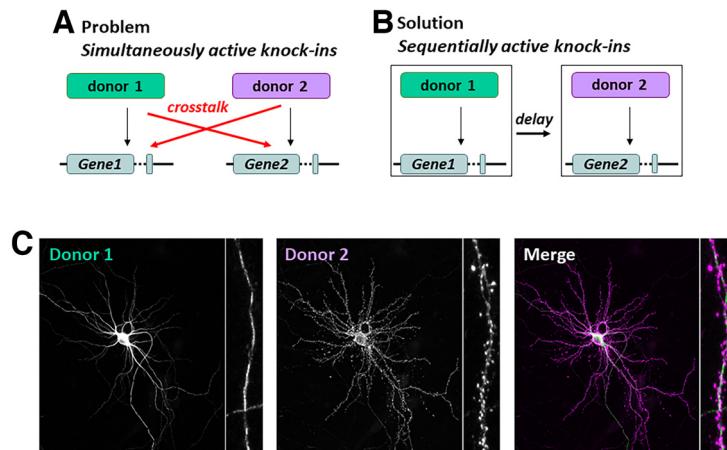 A Problem
Simultaneously active knock-ins
donor 1
donor 2
crosstalk
Gene1
Gene2
B Solution
Sequentially active knock-ins
donor 1
donor 2
delay
Gene1
Gene2
C
Donor 1
Donor 2
Merge